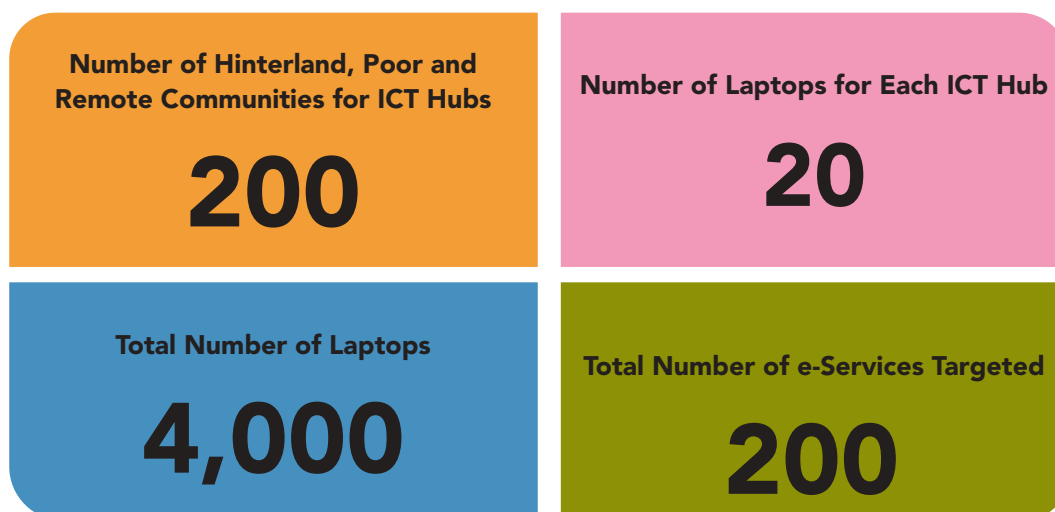 Number of Hinterland, Poor and
Remote Communities for ICT Hubs
200
Number of Laptops for Each ICT Hub
20
Total Number of Laptops
4,000
Total Number of e-Services Targeted
200